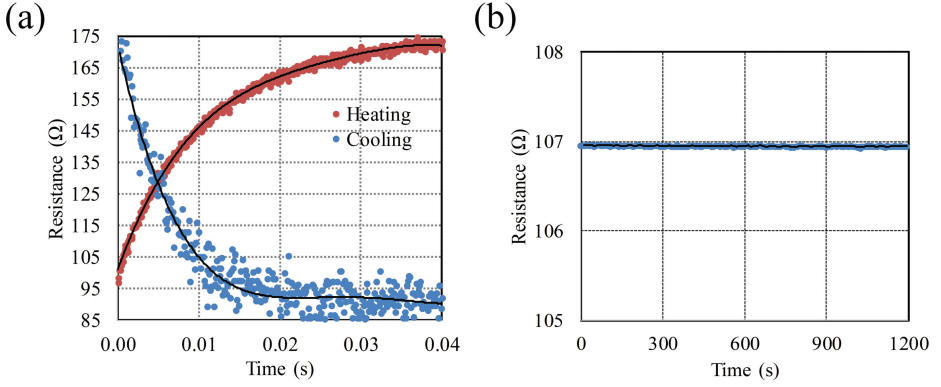 (a)
175
165
155
145
135
125
115
105
95
85
Resistance (Ω)
Heating
Cooling
0.00 0.01 0.02 0.03 0.04
Time (s)
(b)
108
107
106
105
Resistance (Ω)
0 300 600 900 1200
Time (s)